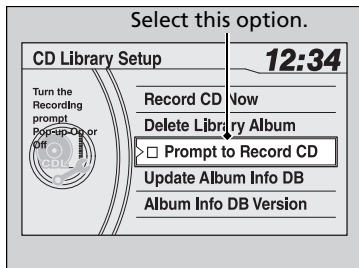 Select this option.
CD Library Setup
12:34
Turn the
Recording
prompt
Pop-up On or
Off
CDL
Record CD Now
Delete Library Album
Prompt to Record CD
Update Album Info DB
Album Info DB Version